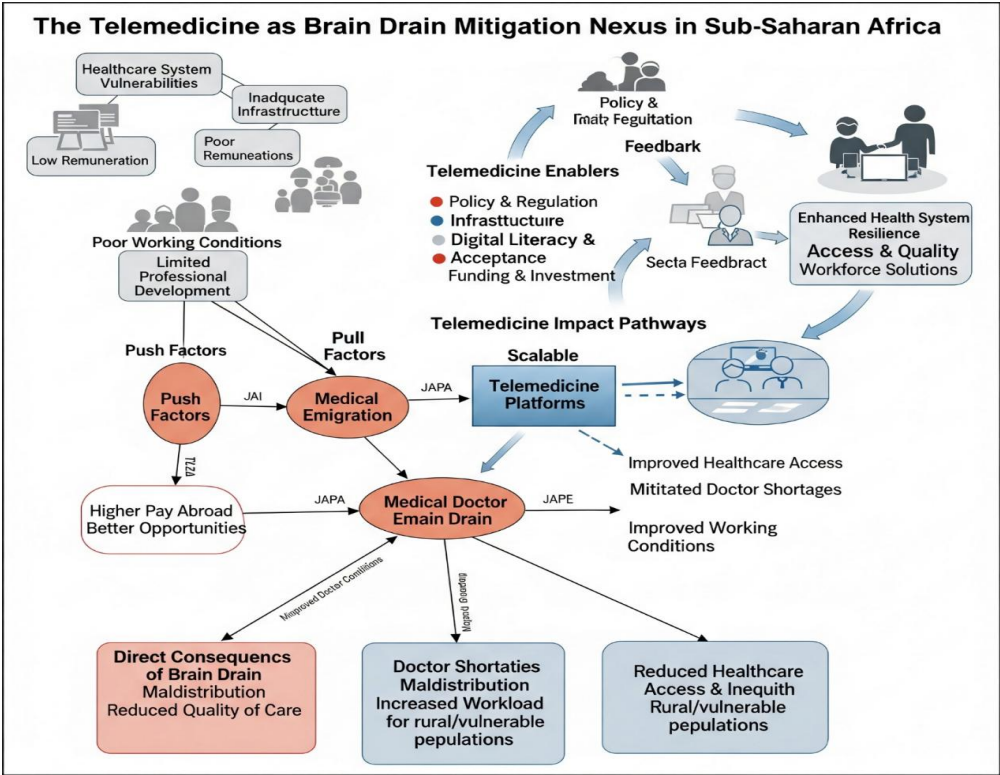 The Telemedicine as Brain Drain Mitigation Nexus in Sub-Saharan Africa
Healthcare System
Vulnerabilities
Inadqucate
Infrastructure
Poor
Remuneations
Low Remuneration
Poor Working Conditions
Limited
Professional
Development
Policy &
Feedbark
Telemedicine Enablers
Policy & Regulation
Infrasttucture
Digital Literacy &
Acceptance
Funding & Investment
Secta Feedbract
Enhanced Health System
Resilience
Access & Quality
Workforce Solutions
Telemedicine Impact Pathways
Push Factors
Pull
Factors
Scalable
Push
Factors
JAI
Medical
Emigration
JAPA
Telemedicine
Platforms
Improved Healthcare Access
Mititated Doctor Shortages
Improved Working
Conditions
Higher Pay Abroad
Better Opportunities
JAPA
Medical Doctor
Emain Drain
JAPE
Direct Consequencs
of Brain Drain
Maldistribution
Reduced Quality of Care
Doctor Shortaties
Maldistribution
Increased Workload
for rural/vulnerable
pepulations
Reduced Healthcare
Access & Inequith
Rural/vulnerable
pepulations